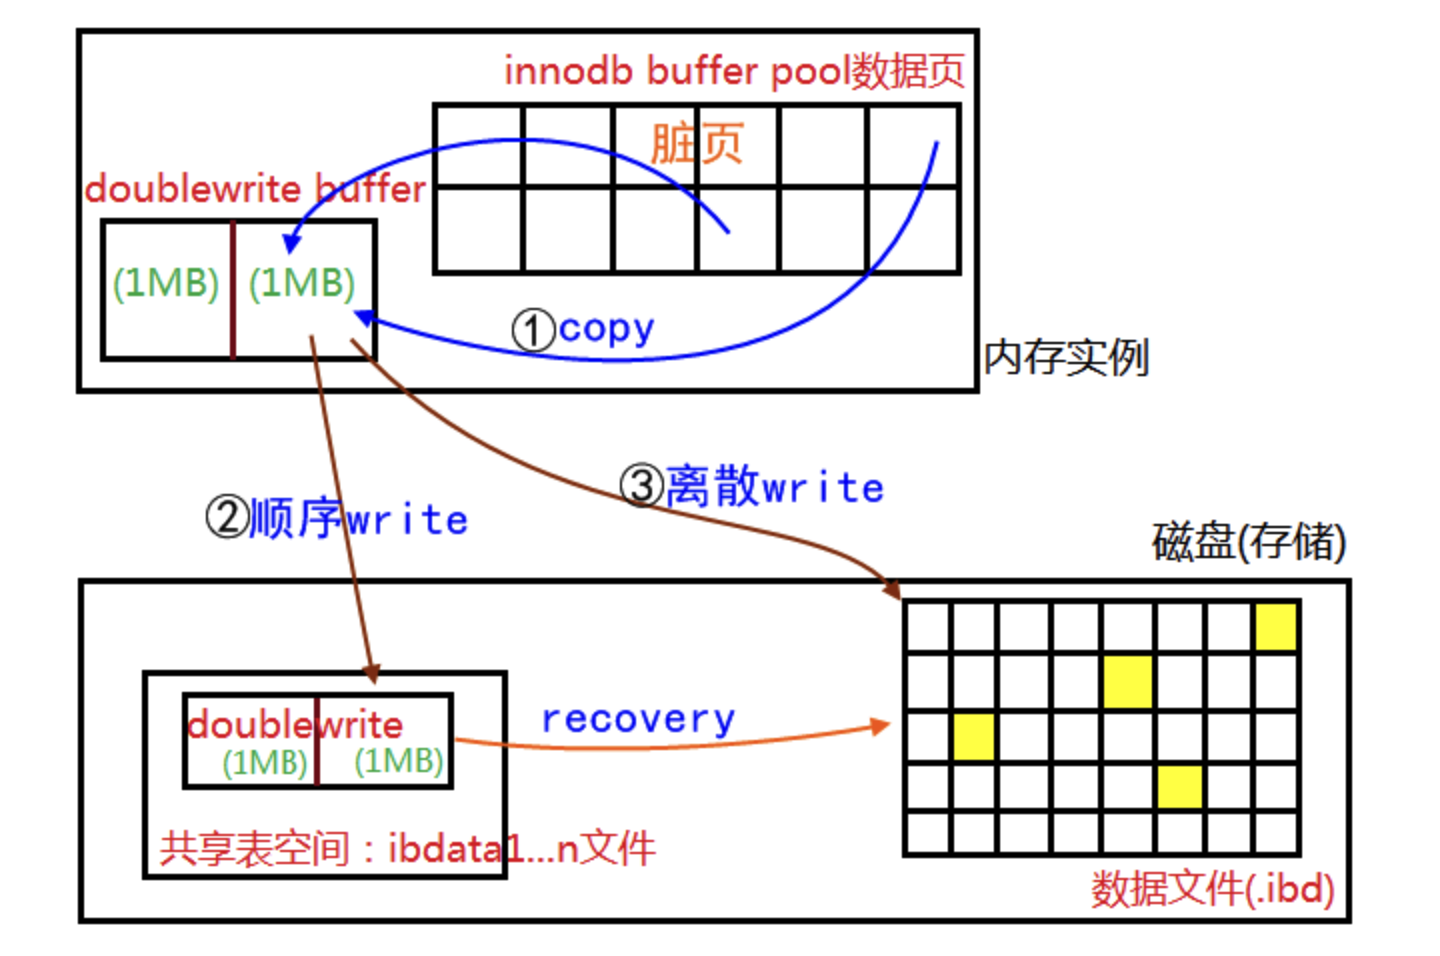 innodb buffer pool数据页
脏页
doublewrite buffer
(1MB) (1MB)
①copy
内存实例
③离散write
②顺序write
磁盘(存储)
doublewrite
(1MB) (1MB)
recovery
共享表空间：ibdata1...n文件
数据文件(.ibd)